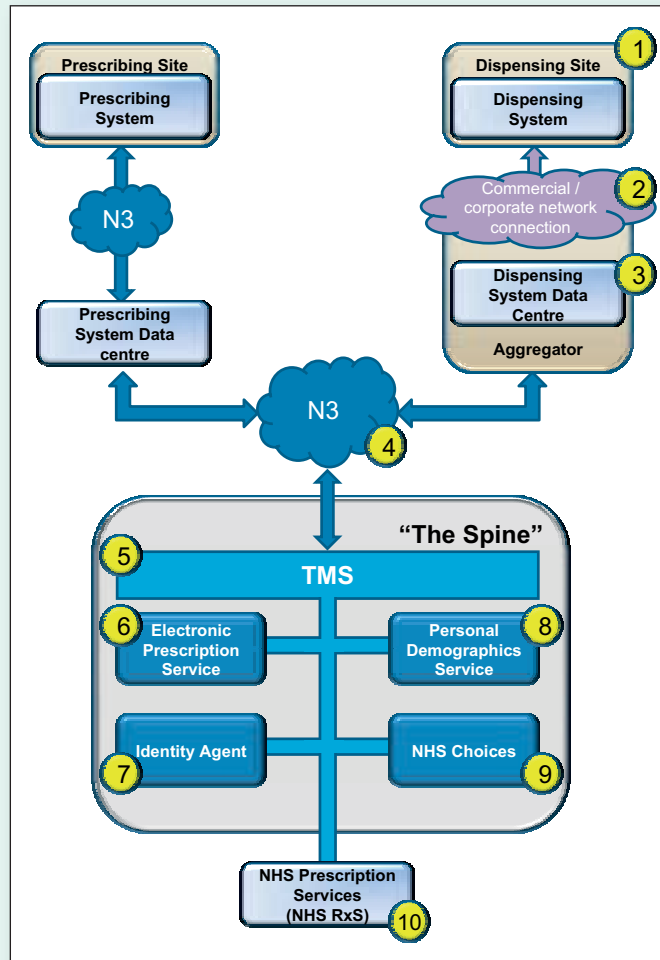 Prescribing Site
Prescribing
System
N3
Prescribing
System Data
centre
1
Dispensing Site
Dispensing
System
2
Commercial /
corporate network
connection
3
Dispensing
System Data
Centre
Aggregator
N3
4
“The Spine”
5
TMS
6
Electronic
Prescription
Service
8
Personal
Demographics
Service
Identity Agent
7
NHS Choices
9
NHS Prescription
Services
(NHS RxS)
10